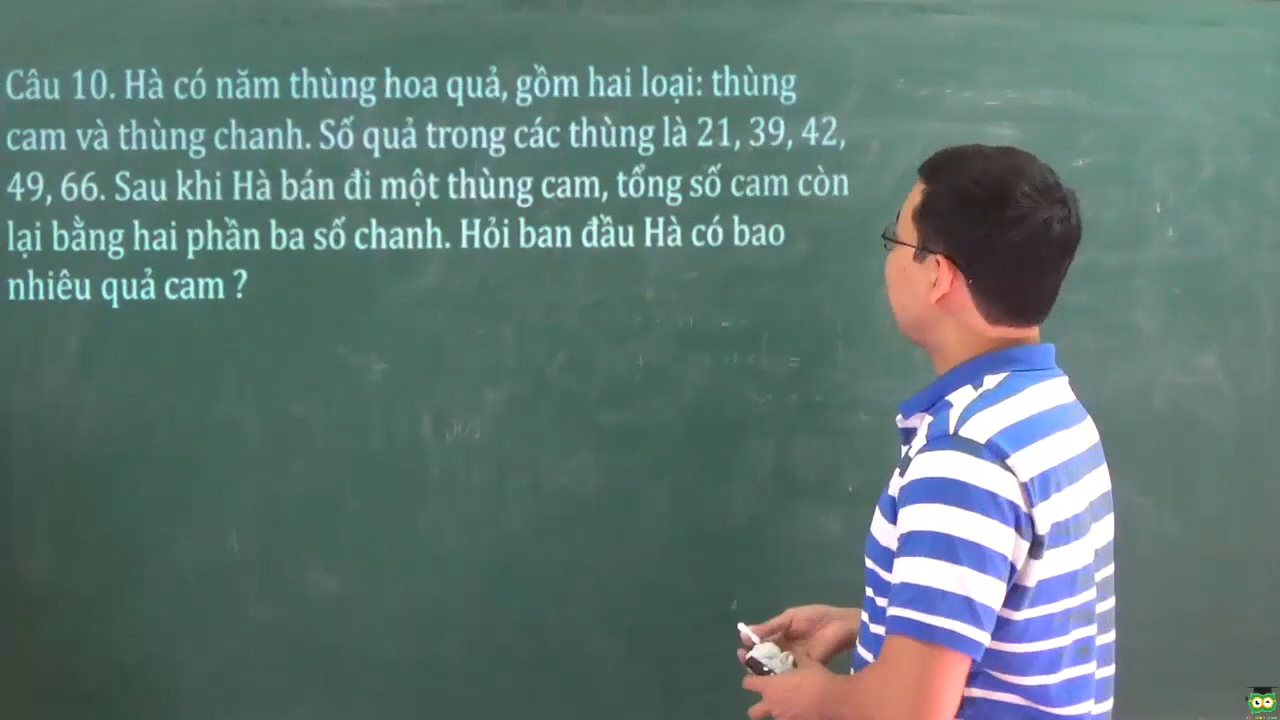 Câu 10. Hà có năm thùng hoa quả, gồm hai loại: thùng
cam và thùng chanh. Số quả trong các thùng là 21, 39, 42,
49, 66. Sau khi Hà bán đi một thùng cam, tổng số cam còn
lại bằng hai phần ba số chanh. Hỏi ban đầu Hà có bao
nhiêu quả cam ?